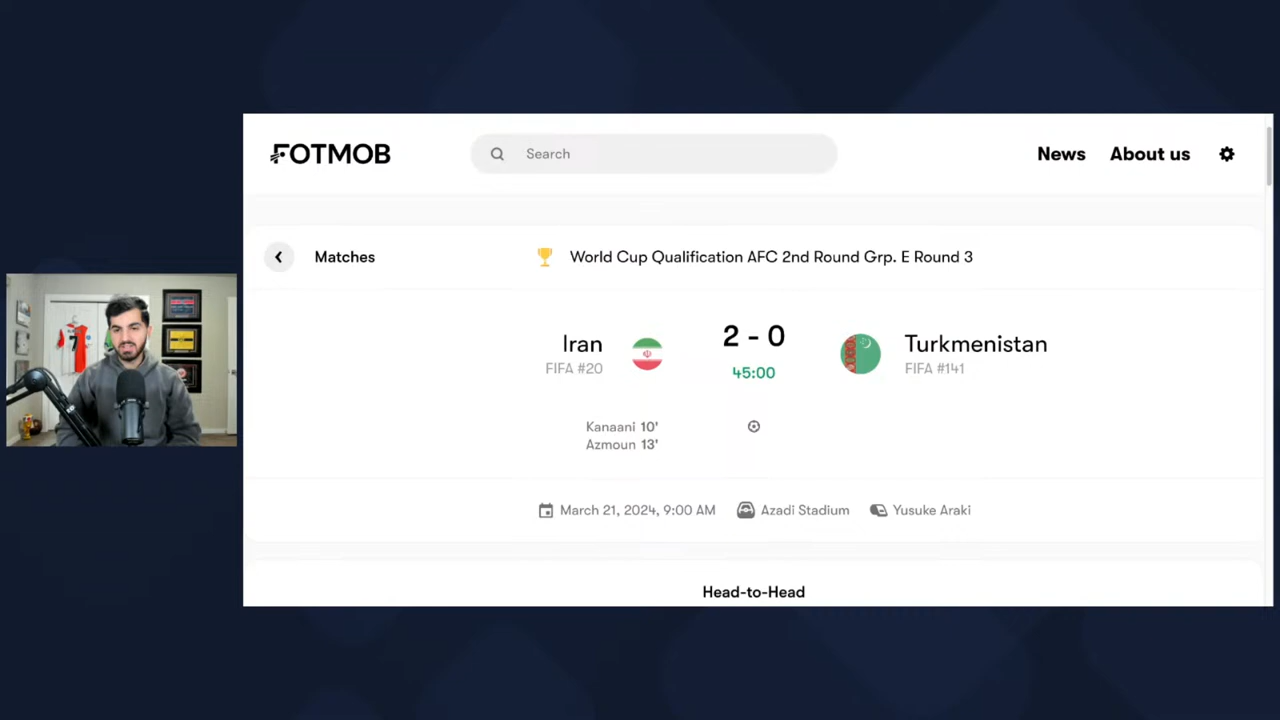 FOTMOB
Search
News
About us
Matches
World Cup Qualification AFC 2nd Round Grp. E Round 3
Iran
FIFA #20
2 - 0
45:00
Turkmenistan
FIFA #141
Kanaani 10'
Azmoun 13'
March 21, 2024, 9:00 AM
Azadi Stadium
Yusuke Araki
Head-to-Head
7